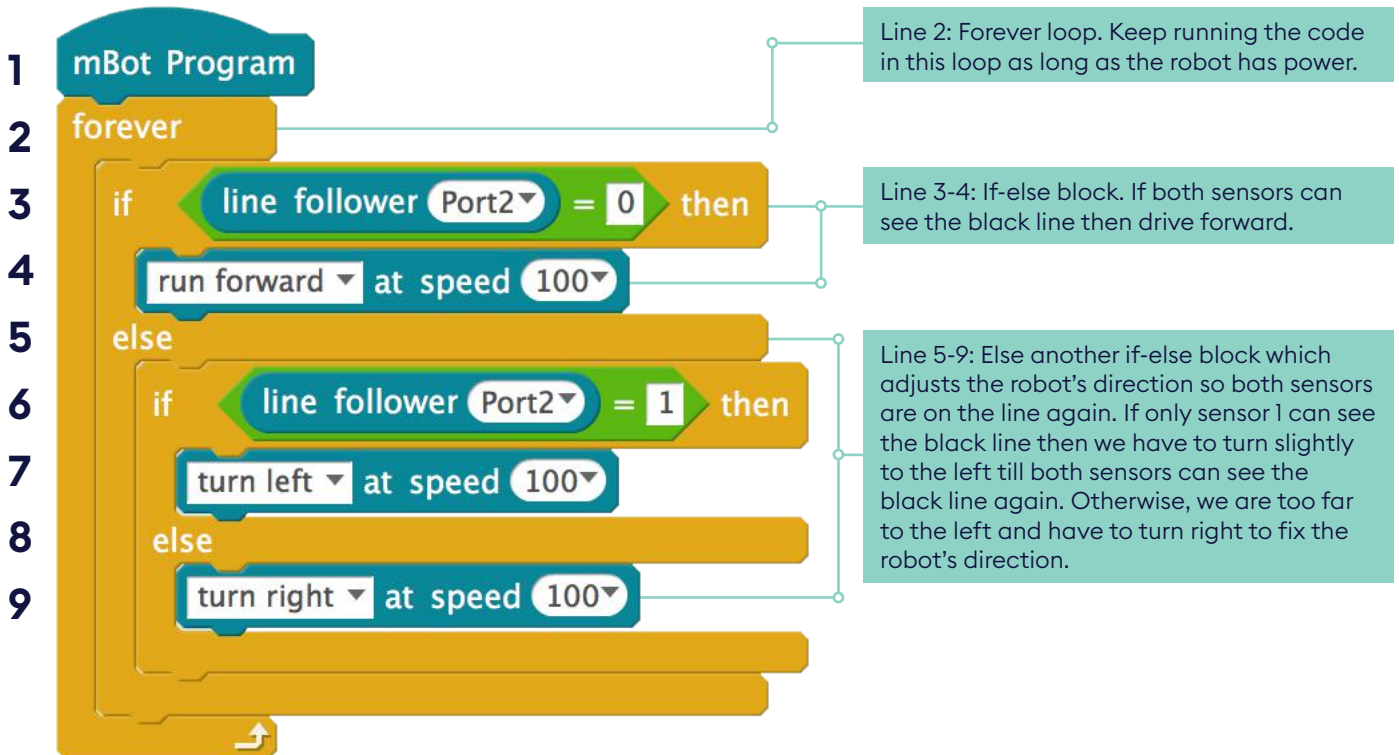 1
mBot Program
2
forever
3
if line follower Port2 = 0 then
4
run forward at speed 100
5
else
6
if line follower Port2 = 1 then
7
turn left at speed 100
8
else
9
turn right at speed 100
Line 2: Forever loop. Keep running the code
in this loop as long as the robot has power.
Line 3-4: If-else block. If both sensors can
see the black line then drive forward.
Line 5-9: Else another if-else block which
adjusts the robot's direction so both sensors
are on the line again. If only sensor 1 can see
the black line then we have to turn slightly
to the left till both sensors can see the
black line again. Otherwise, we are too far
to the left and have to turn right to fix the
robot's direction.